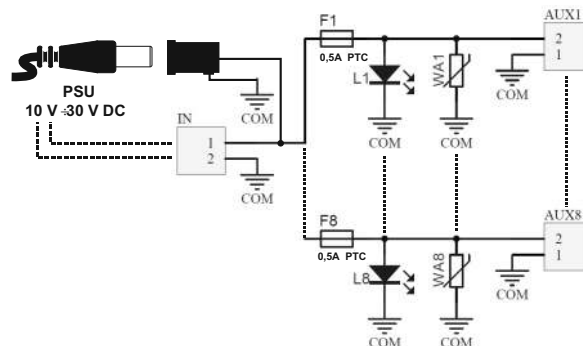 F1
0,5A PTC
AUX1
2
1
PSU
10 V ÷30 V DC
L1
WA1
COM
COM
COM
COM
IN
1
2
COM
F8
0,5A PTC
AUX8
2
1
L8
WA8
COM
COM
COM